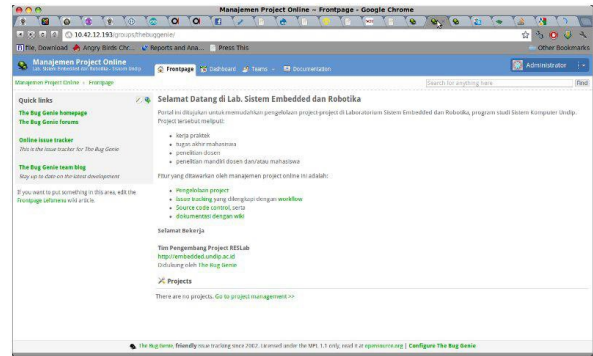 Manajemen Project Online ~ Frontpage - Google Chrome
10.42.12.193/groups/thebuggenie/
file, Download Angry Birds Chr... Reports and Ana... Press This Other Bookmarks
Manajemen Project Online
Lab. Sistem Embedded dan Robotika - Sistem Komp
Frontpage Dashboard Teams Documentation Administrator
Manajemen Project Online › Frontpage Search for anything here Find
Quick links
The Bug Genie homepage
The Bug Genie forums
Online issue tracker
This is the issue tracker for The Bug Genie
The Bug Genie team blog
Stay up to date on the latest development
If you want to put something in this area, edit the
Frontpage Leftmenu wiki article.
Selamat Datang di Lab. Sistem Embedded dan Robotika
Portal ini ditujukan untuk memudahkan pengelolaan project-project di Laboratorium Sistem Embedded dan Robotika, program studi Sistem Komputer Undip.
Project tersebut meliputi:
kerja praktek
tugas akhir mahasiswa
penelitian dosen
penelitian mandiri dosen dan/atau mahasiswa
Fitur yang ditawarkan oleh manajemen project online ini adalah:
Pengelolaan project
Issue tracking yang dilengkapi dengan workflow
Source code control, serta
dokumentasi dengan wiki
Selamat Bekerja
Tim Pengembang Project RESLab
http://embedded.undip.ac.id
Didukung oleh The Bug Genie
Projects
There are no projects. Go to project management >>
The Bug Genie, friendly issue tracking since 2002. Licensed under the MPL 1.1 only, read it at opensource.org | Configure The Bug Genie